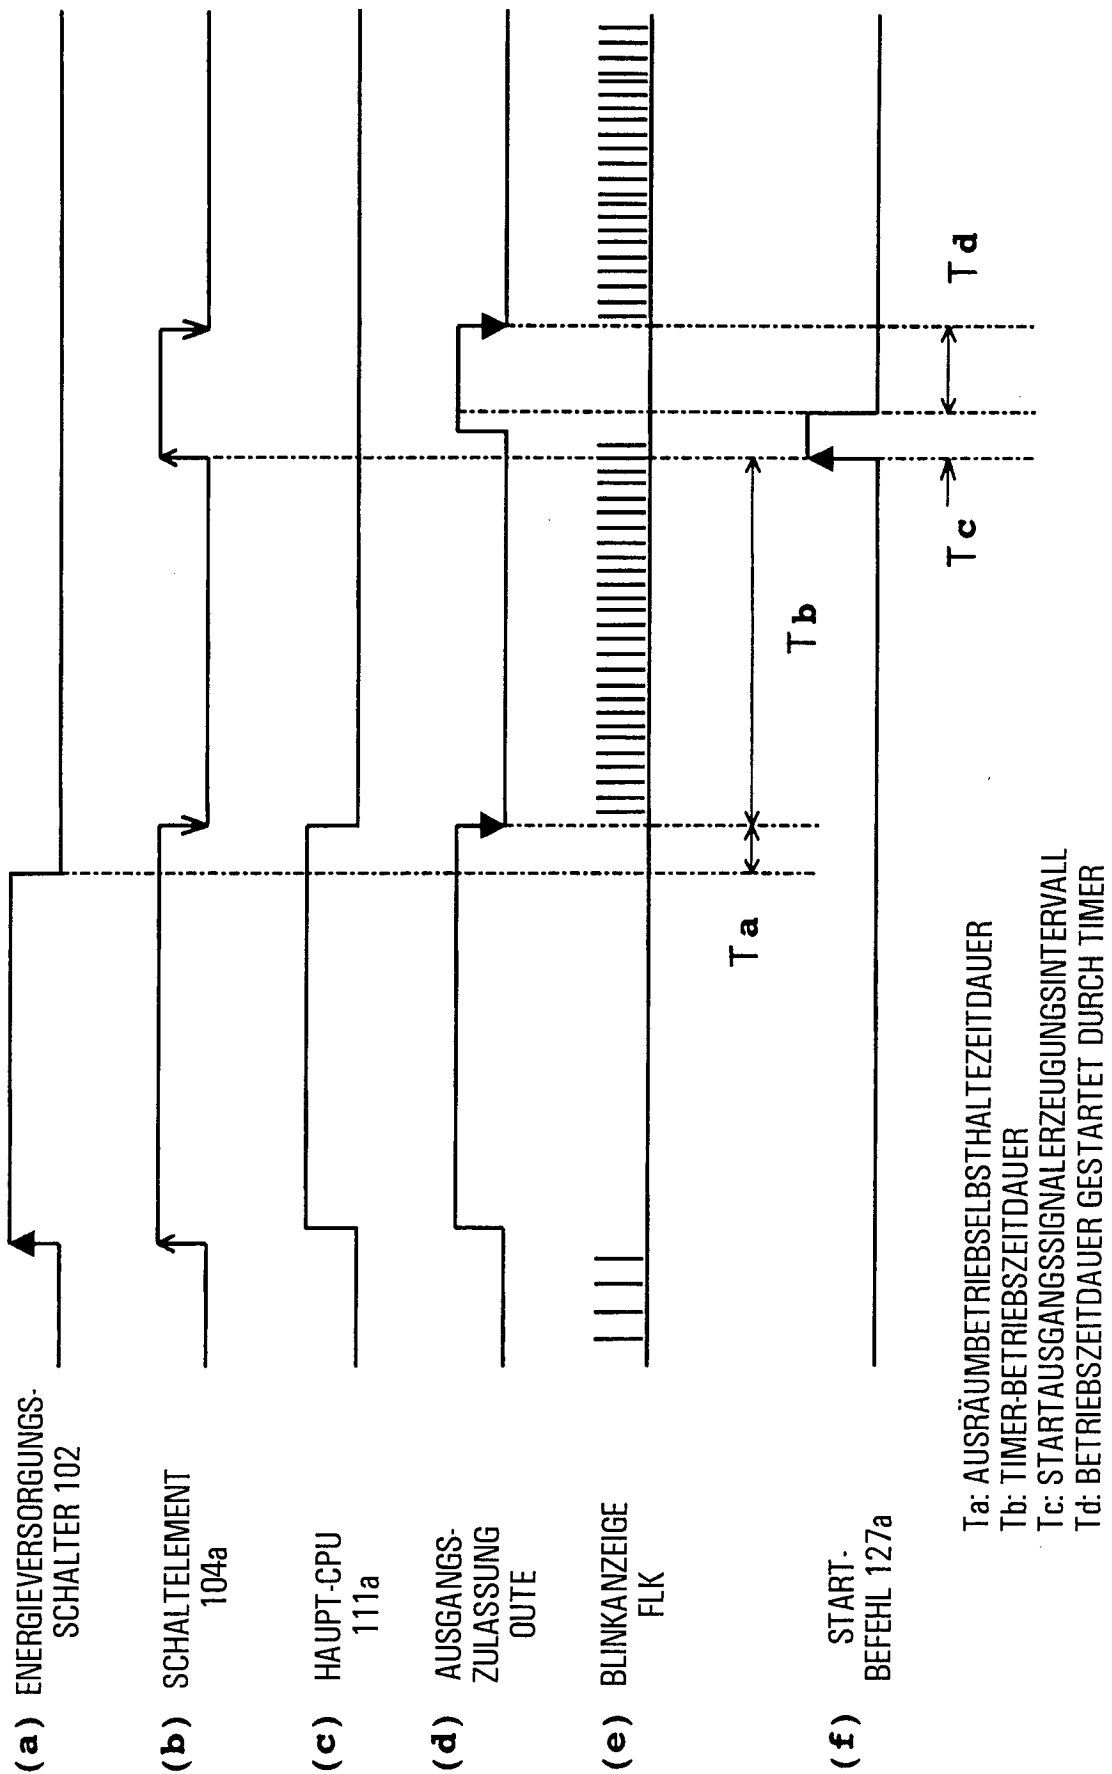 (a) ENERGIEVERSORGUNGS-
SCHALTER 102
(b) SCHALTELEMENT
104a
(c) HAUPT-CPU
111a
(d) AUSGANGS-
ZULASSUNG
OUTE
(e) BLINKANZEIGE
FLK
(f) START-
BEFEHL 127a
Ta
Tb
Tc
Td
Ta: AUSRÄUMBETRIEBSELBSTHALTEZEITDAUER
Tb: TIMER-BETRIEBSZEITDAUER
Tc: STARTAUSGANGSSIGNALERZEUGUNGSINTERVALL
Td: BETRIEBSZEITDAUER GESTARTET DURCH TIMER